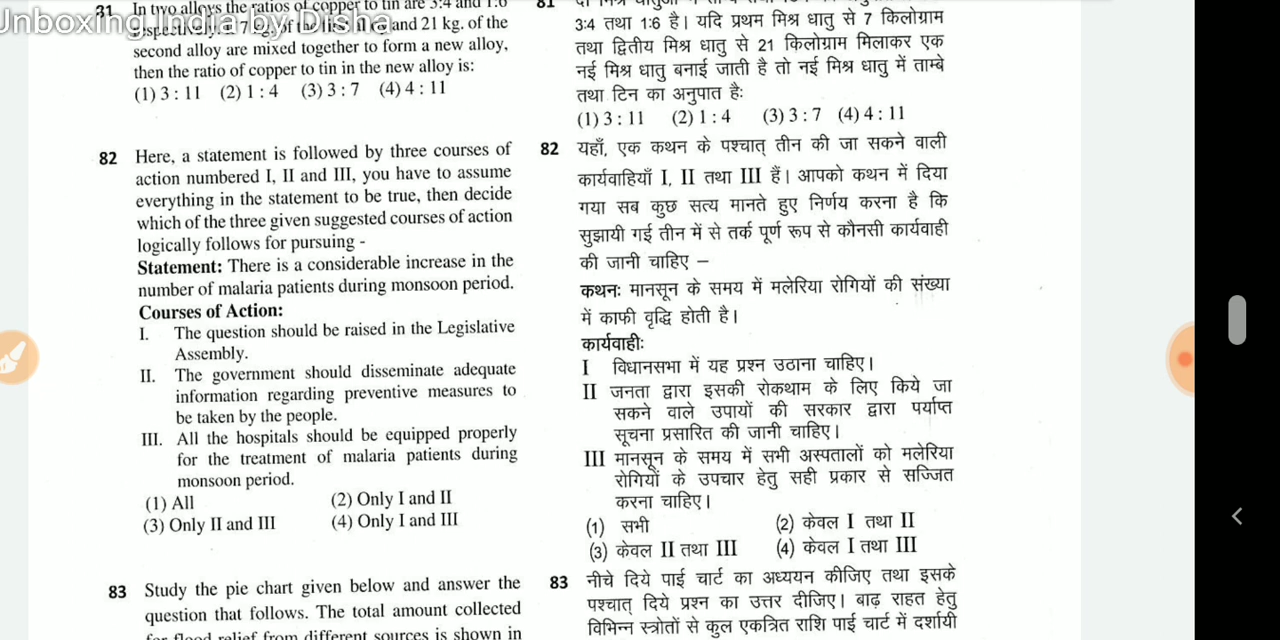 Unboxing India by Disha
31 In two alloys the ratios of copper to tin are 3:4 and 1:6
and 21 kg. of the
second alloy are mixed together to form a new alloy,
then the ratio of copper to tin in the new alloy is:
(1) 3 : 11 (2) 1 : 4 (3) 3 : 7 (4) 4 : 11
82 Here, a statement is followed by three courses of
action numbered I, II and III, you have to assume
everything in the statement to be true, then decide
which of the three given suggested courses of action
logically follows for pursuing -
Statement: There is a considerable increase in the
number of malaria patients during monsoon period.
Courses of Action:
I. The question should be raised in the Legislative
Assembly.
II. The government should disseminate adequate
information regarding preventive measures to
be taken by the people.
III. All the hospitals should be equipped properly
for the treatment of malaria patients during
monsoon period.
(1) All (2) Only I and II
(3) Only II and III (4) Only I and III
83 Study the pie chart given below and answer the
question that follows. The total amount collected
for flood relief from different sources is shown in
81
3:4 तथा 1:6 है। यदि प्रथम मिश्र धातु से 7 किलोग्राम
तथा द्वितीय मिश्र धातु से 21 किलोग्राम मिलाकर एक
नई मिश्र धातु बनाई जाती है तो नई मिश्र धातु में ताम्बे
तथा टिन का अनुपात है:
(1) 3 : 11 (2) 1 : 4 (3) 3 : 7 (4) 4 : 11
82 यहाँ, एक कथन के पश्चात् तीन की जा सकने वाली
कार्यवाहियाँ I, II तथा III हैं। आपको कथन में दिया
गया सब कुछ सत्य मानते हुए निर्णय करना है कि
सुझायी गई तीन में से तर्क पूर्ण रूप से कौनसी कार्यवाही
की जानी चाहिए –
कथन: मानसून के समय में मलेरिया रोगियों की संख्या
में काफी वृद्धि होती है।
कार्यवाही:
I विधानसभा में यह प्रश्न उठाना चाहिए।
II जनता द्वारा इसकी रोकथाम के लिए किये जा
सकने वाले उपायों की सरकार द्वारा पर्याप्त
सूचना प्रसारित की जानी चाहिए।
III मानसून के समय में सभी अस्पतालों को मलेरिया
रोगियों के उपचार हेतु सही प्रकार से सज्जित
करना चाहिए।
(1) सभी (2) केवल I तथा II
(3) केवल II तथा III (4) केवल I तथा III
83 नीचे दिये पाई चार्ट का अध्ययन कीजिए तथा इसके
पश्चात् दिये प्रश्न का उत्तर दीजिए। बाढ़ राहत हेतु
विभिन्न स्त्रोतों से कुल एकत्रित राशि पाई चार्ट में दर्शायी